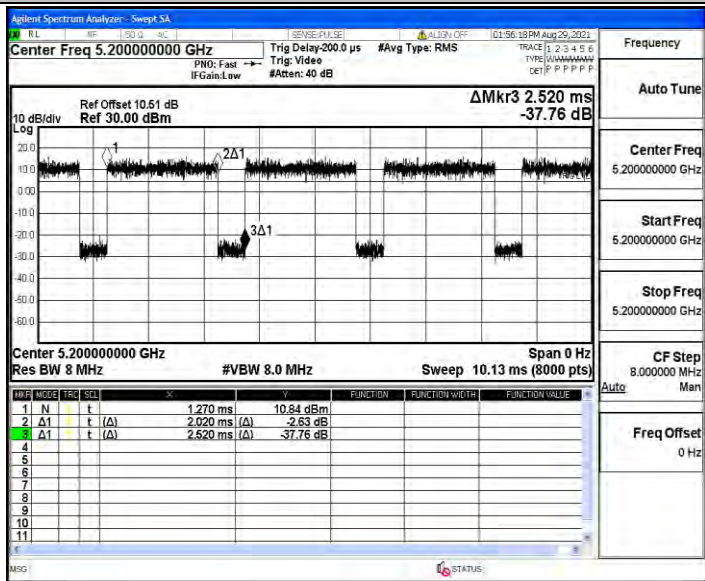 Agilent Spectrum Analyzer - Swept SA
RL RF 50 Ω AC SENSE:PULSE ALIGN OFF 01:56:18 PM Aug 29, 2021
Center Freq 5.200000000 GHz
PNO: Fast
IFGain:Low
Trig Delay-200.0 µs
Trig: Video
#Atten: 40 dB
#Avg Type: RMS
TRACE 1 2 3 4 5 6
TYPE
DET P P P P P P
Frequency
Auto Tune
Center Freq
5.200000000 GHz
Start Freq
5.200000000 GHz
Stop Freq
5.200000000 GHz
CF Step
8.000000 MHz
Auto Man
Freq Offset
0 Hz
Ref Offset 10.51 dB
10 dB/div Ref 30.00 dBm
Log
ΔMkr3 2.520 ms
-37.76 dB
20.0
10.0
0.00
-10.0
-20.0
-30.0
-40.0
-50.0
-60.0
1
2Δ1
3Δ1
Center 5.200000000 GHz Span 0 Hz
Res BW 8 MHz #VBW 8.0 MHz Sweep 10.13 ms (8000 pts)
MKR MODE TRC SCL X Y FUNCTION FUNCTION WIDTH FUNCTION VALUE
1 N t 1.270 ms 10.84 dBm
2 Δ1 t (Δ) 2.020 ms (Δ) -2.63 dB
3 Δ1 t (Δ) 2.520 ms (Δ) -37.76 dB
4
5
6
7
8
9
10
11
MSG STATUS